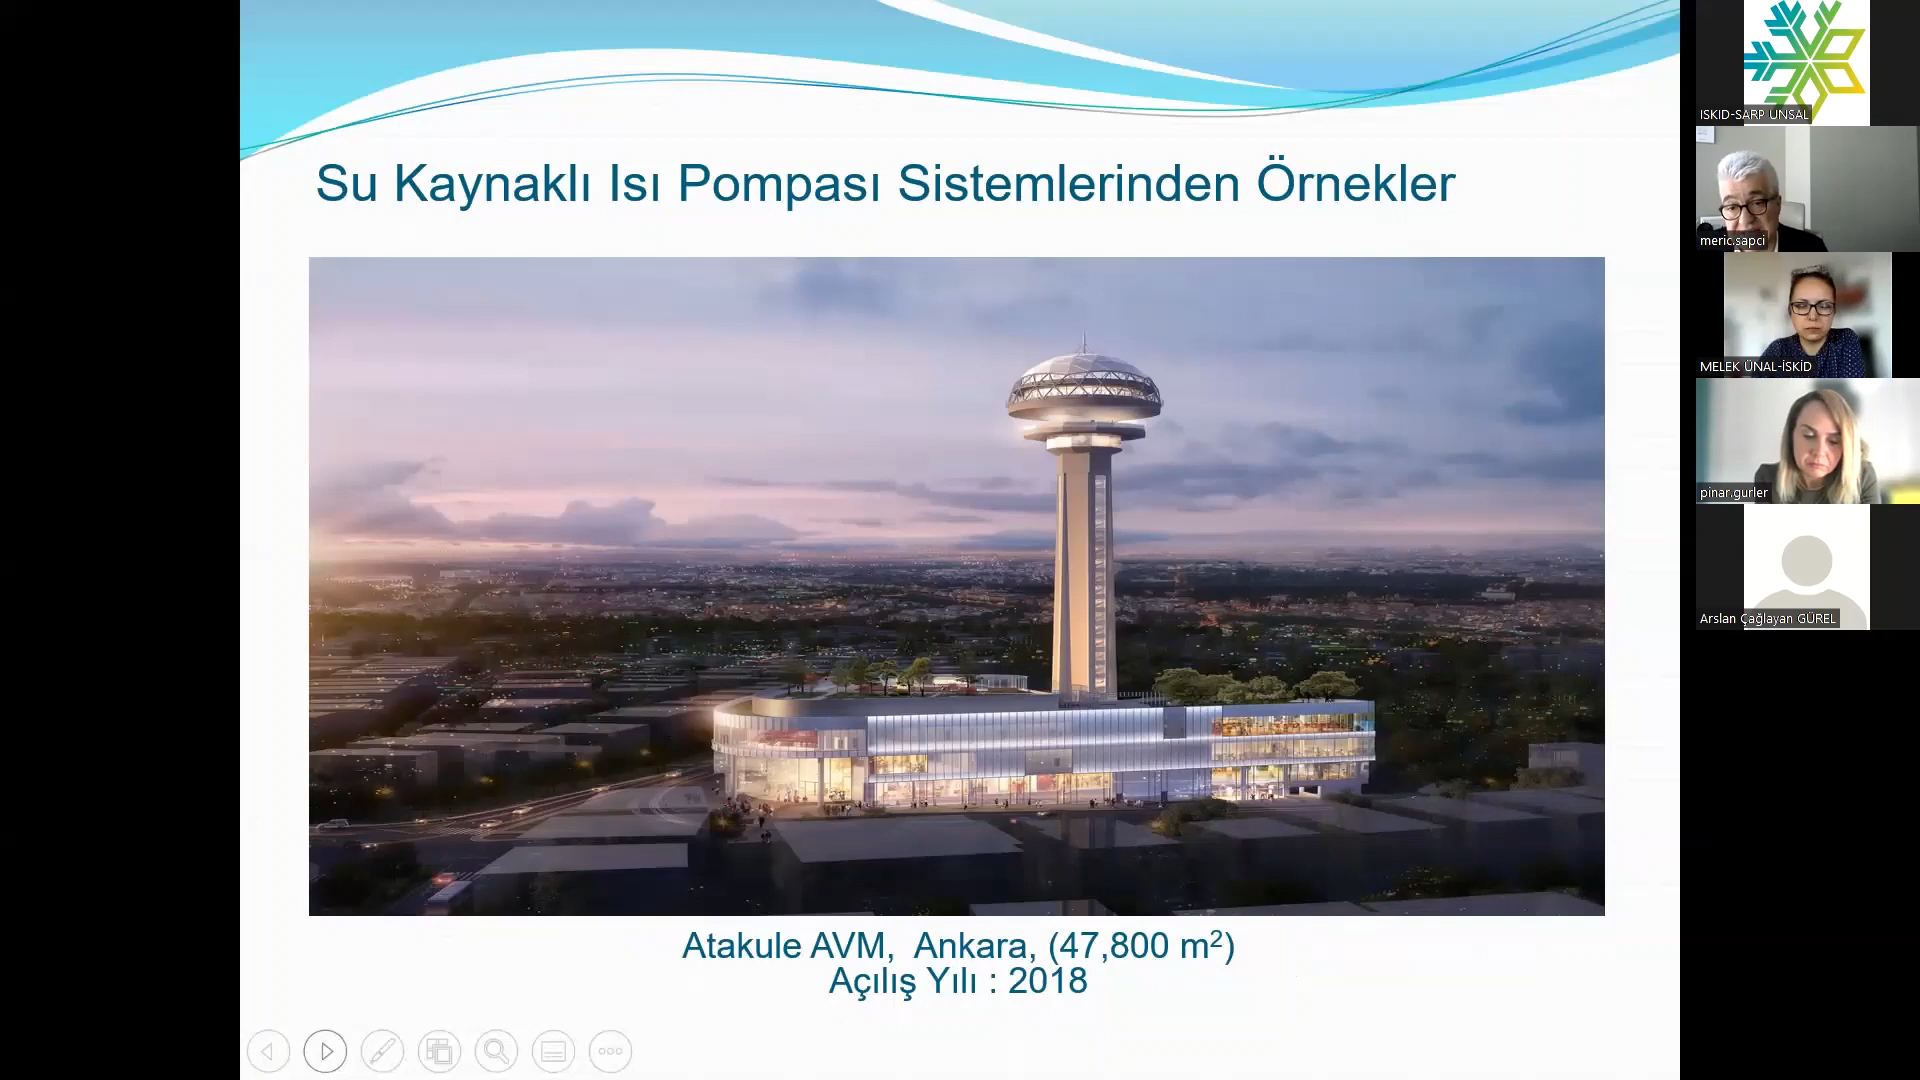 Su Kaynaklı Isı Pompası Sistemlerinden Örnekler
Atakule AVM, Ankara, (47,800 m²)
Açılış Yılı : 2018
ISKID-SARP ÜNSAL
meric.sapci
MELEK ÜNAL-İSKİD
pinar.gurler
Arslan Çağlayan GÜREL